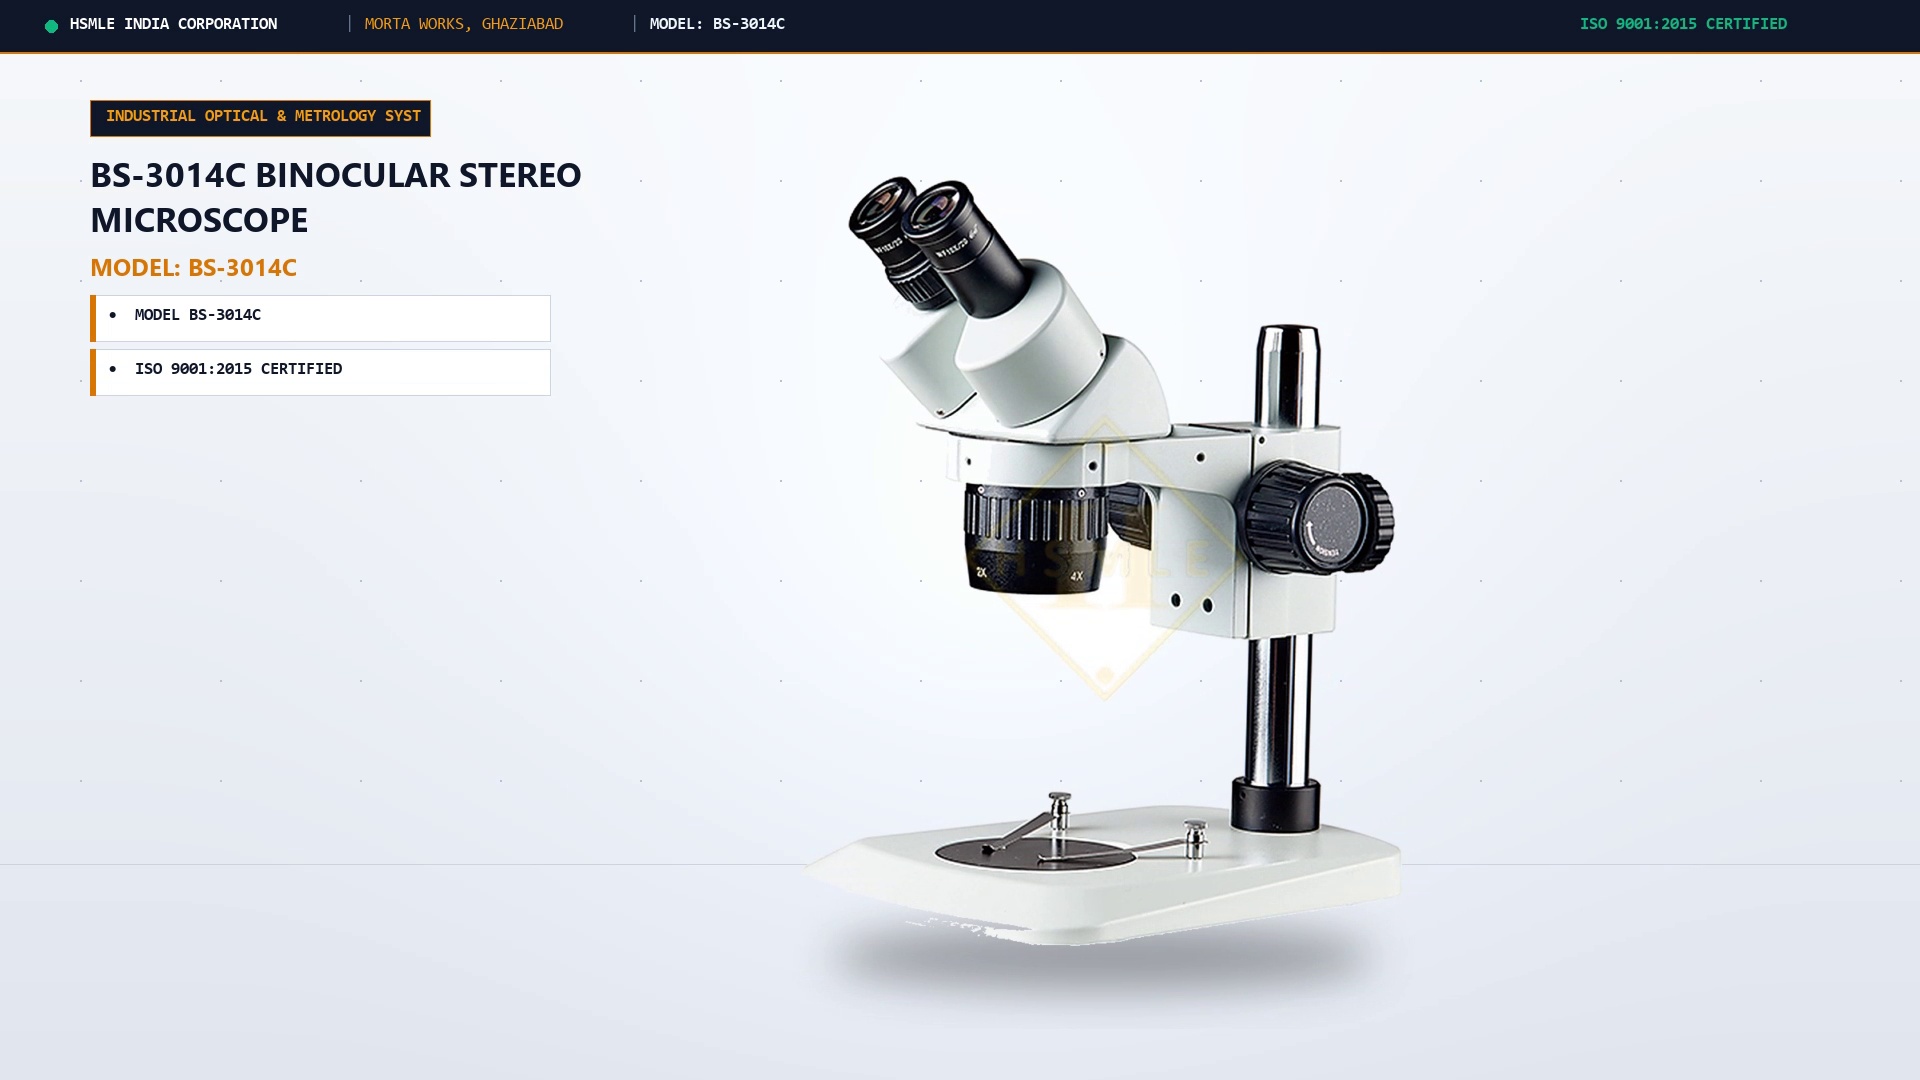 HSMLE INDIA CORPORATION
MORTA WORKS, GHAZIABAD
MODEL: BS-3014C
ISO 9001:2015 CERTIFIED
INDUSTRIAL OPTICAL & METROLOGY SYST
BS-3014C BINOCULAR STEREO
MICROSCOPE
MODEL: BS-3014C
• MODEL BS-3014C
• ISO 9001:2015 CERTIFIED
2X
4X
HSMLE